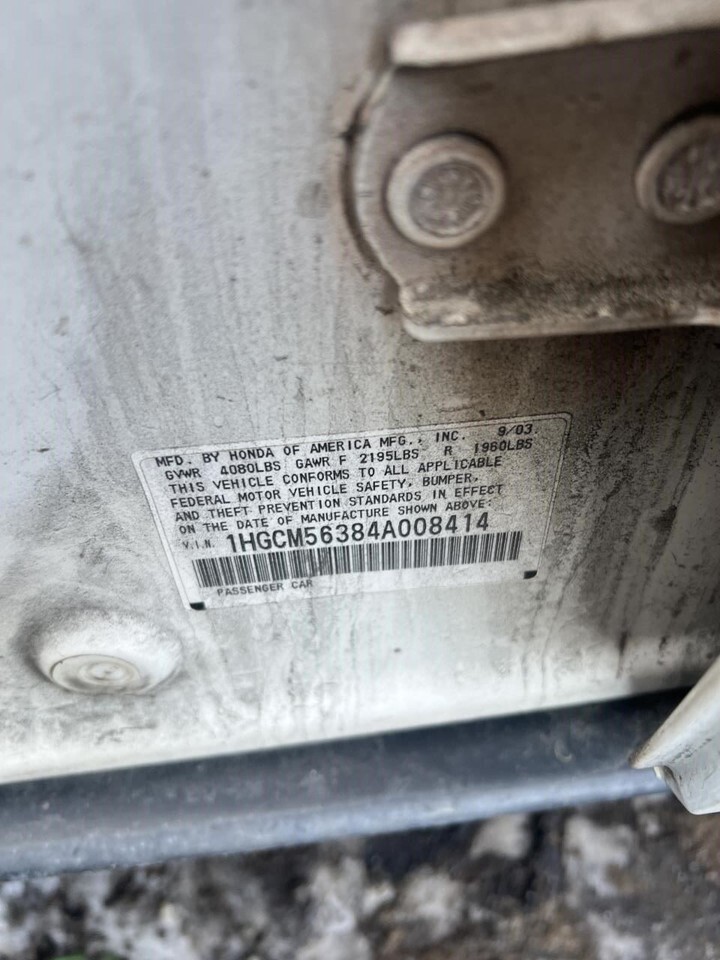 MFD. BY HONDA OF AMERICA MFG., INC. 9/03.
GVWR 4080LBS GAWR F 2195LBS R 1960LBS
THIS VEHICLE CONFORMS TO ALL APPLICABLE
FEDERAL MOTOR VEHICLE SAFETY, BUMPER,
AND THEFT PREVENTION STANDARDS IN EFFECT
ON THE DATE OF MANUFACTURE SHOWN ABOVE:
V.I.N. 1HGCM56384A008414
PASSENGER CAR